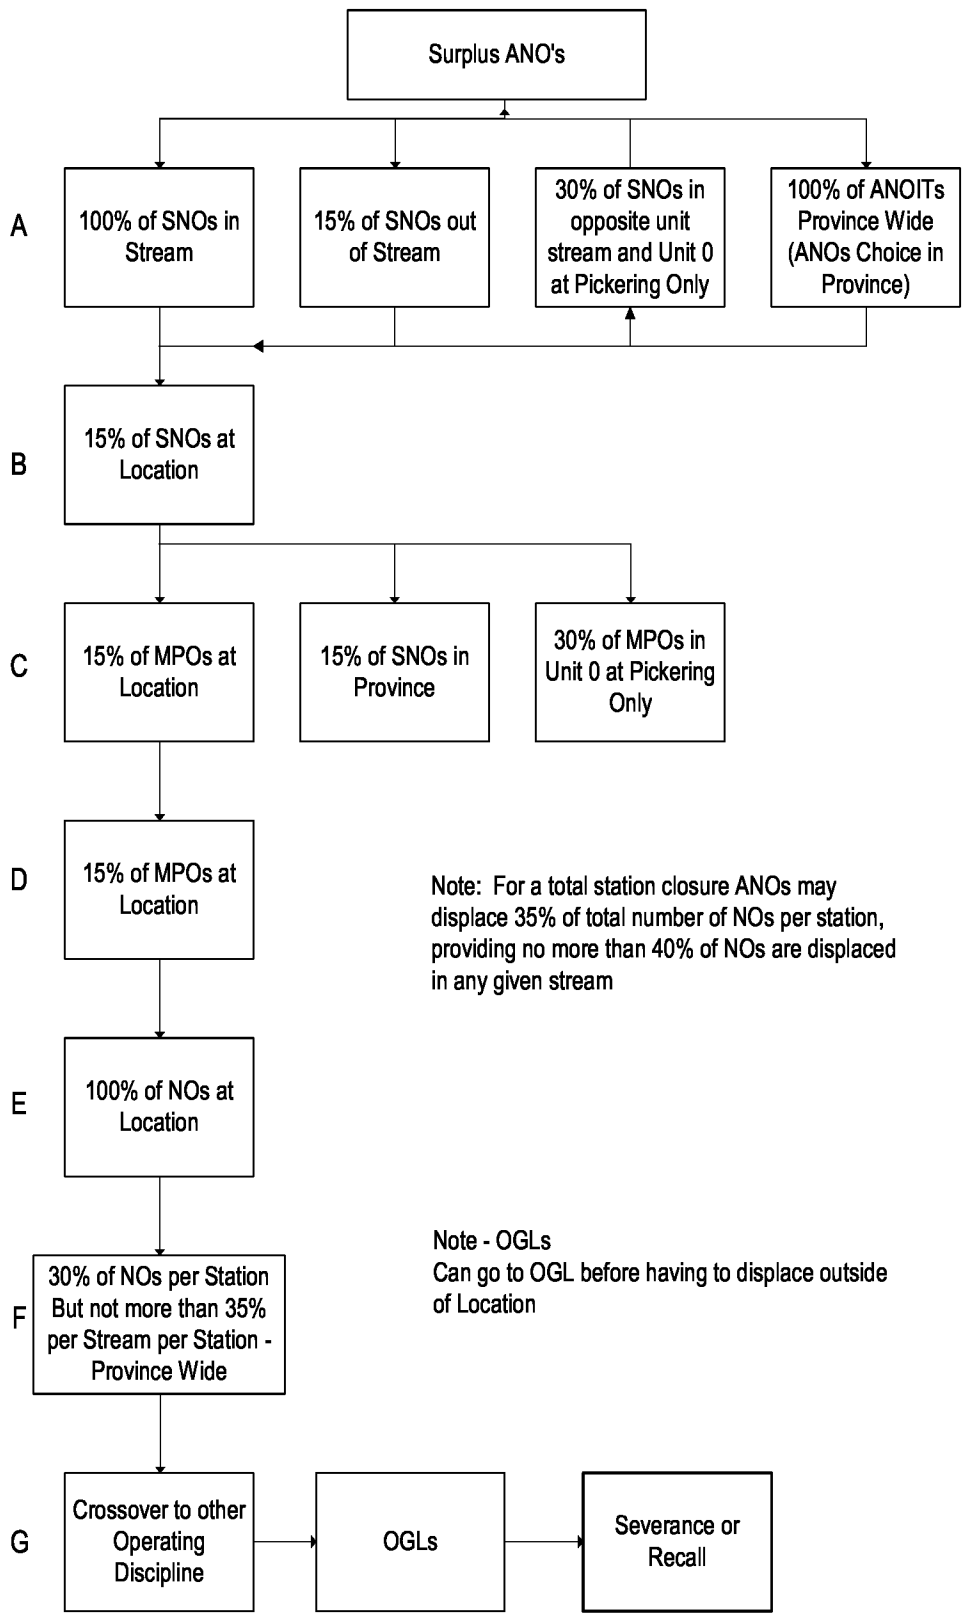 Surplus ANO's
A
100% of SNOs in
Stream
15% of SNOs out
of Stream
30% of SNOs in
opposite unit
stream and Unit 0
at Pickering Only
100% of ANOITs
Province Wide
(ANOs Choice in
Province)
B
15% of SNOs at
Location
C
15% of MPOs at
Location
15% of SNOs in
Province
30% of MPOs in
Unit 0 at Pickering
Only
D
15% of MPOs at
Location
Note:  For a total station closure ANOs may
displace 35% of total number of NOs per station,
providing no more than 40% of NOs are displaced
in any given stream
E
100% of NOs at
Location
Note - OGLs
Can go to OGL before having to displace outside
of Location
F
30% of NOs per Station
But not more than 35%
per Stream per Station -
Province Wide
G
Crossover to other
Operating
Discipline
OGLs
Severance or
Recall